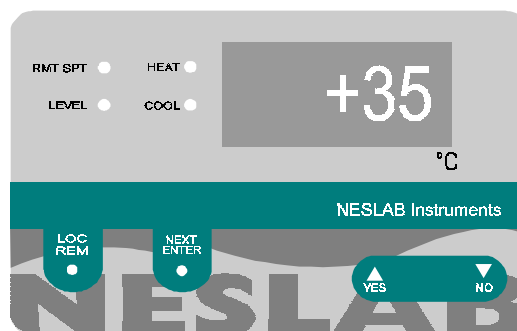 RMT SPT
HEAT
LEVEL
COOL
+35
°C
NESLAB Instruments
LOC
REM
NEXT
ENTER
YES
NO
NESLAB